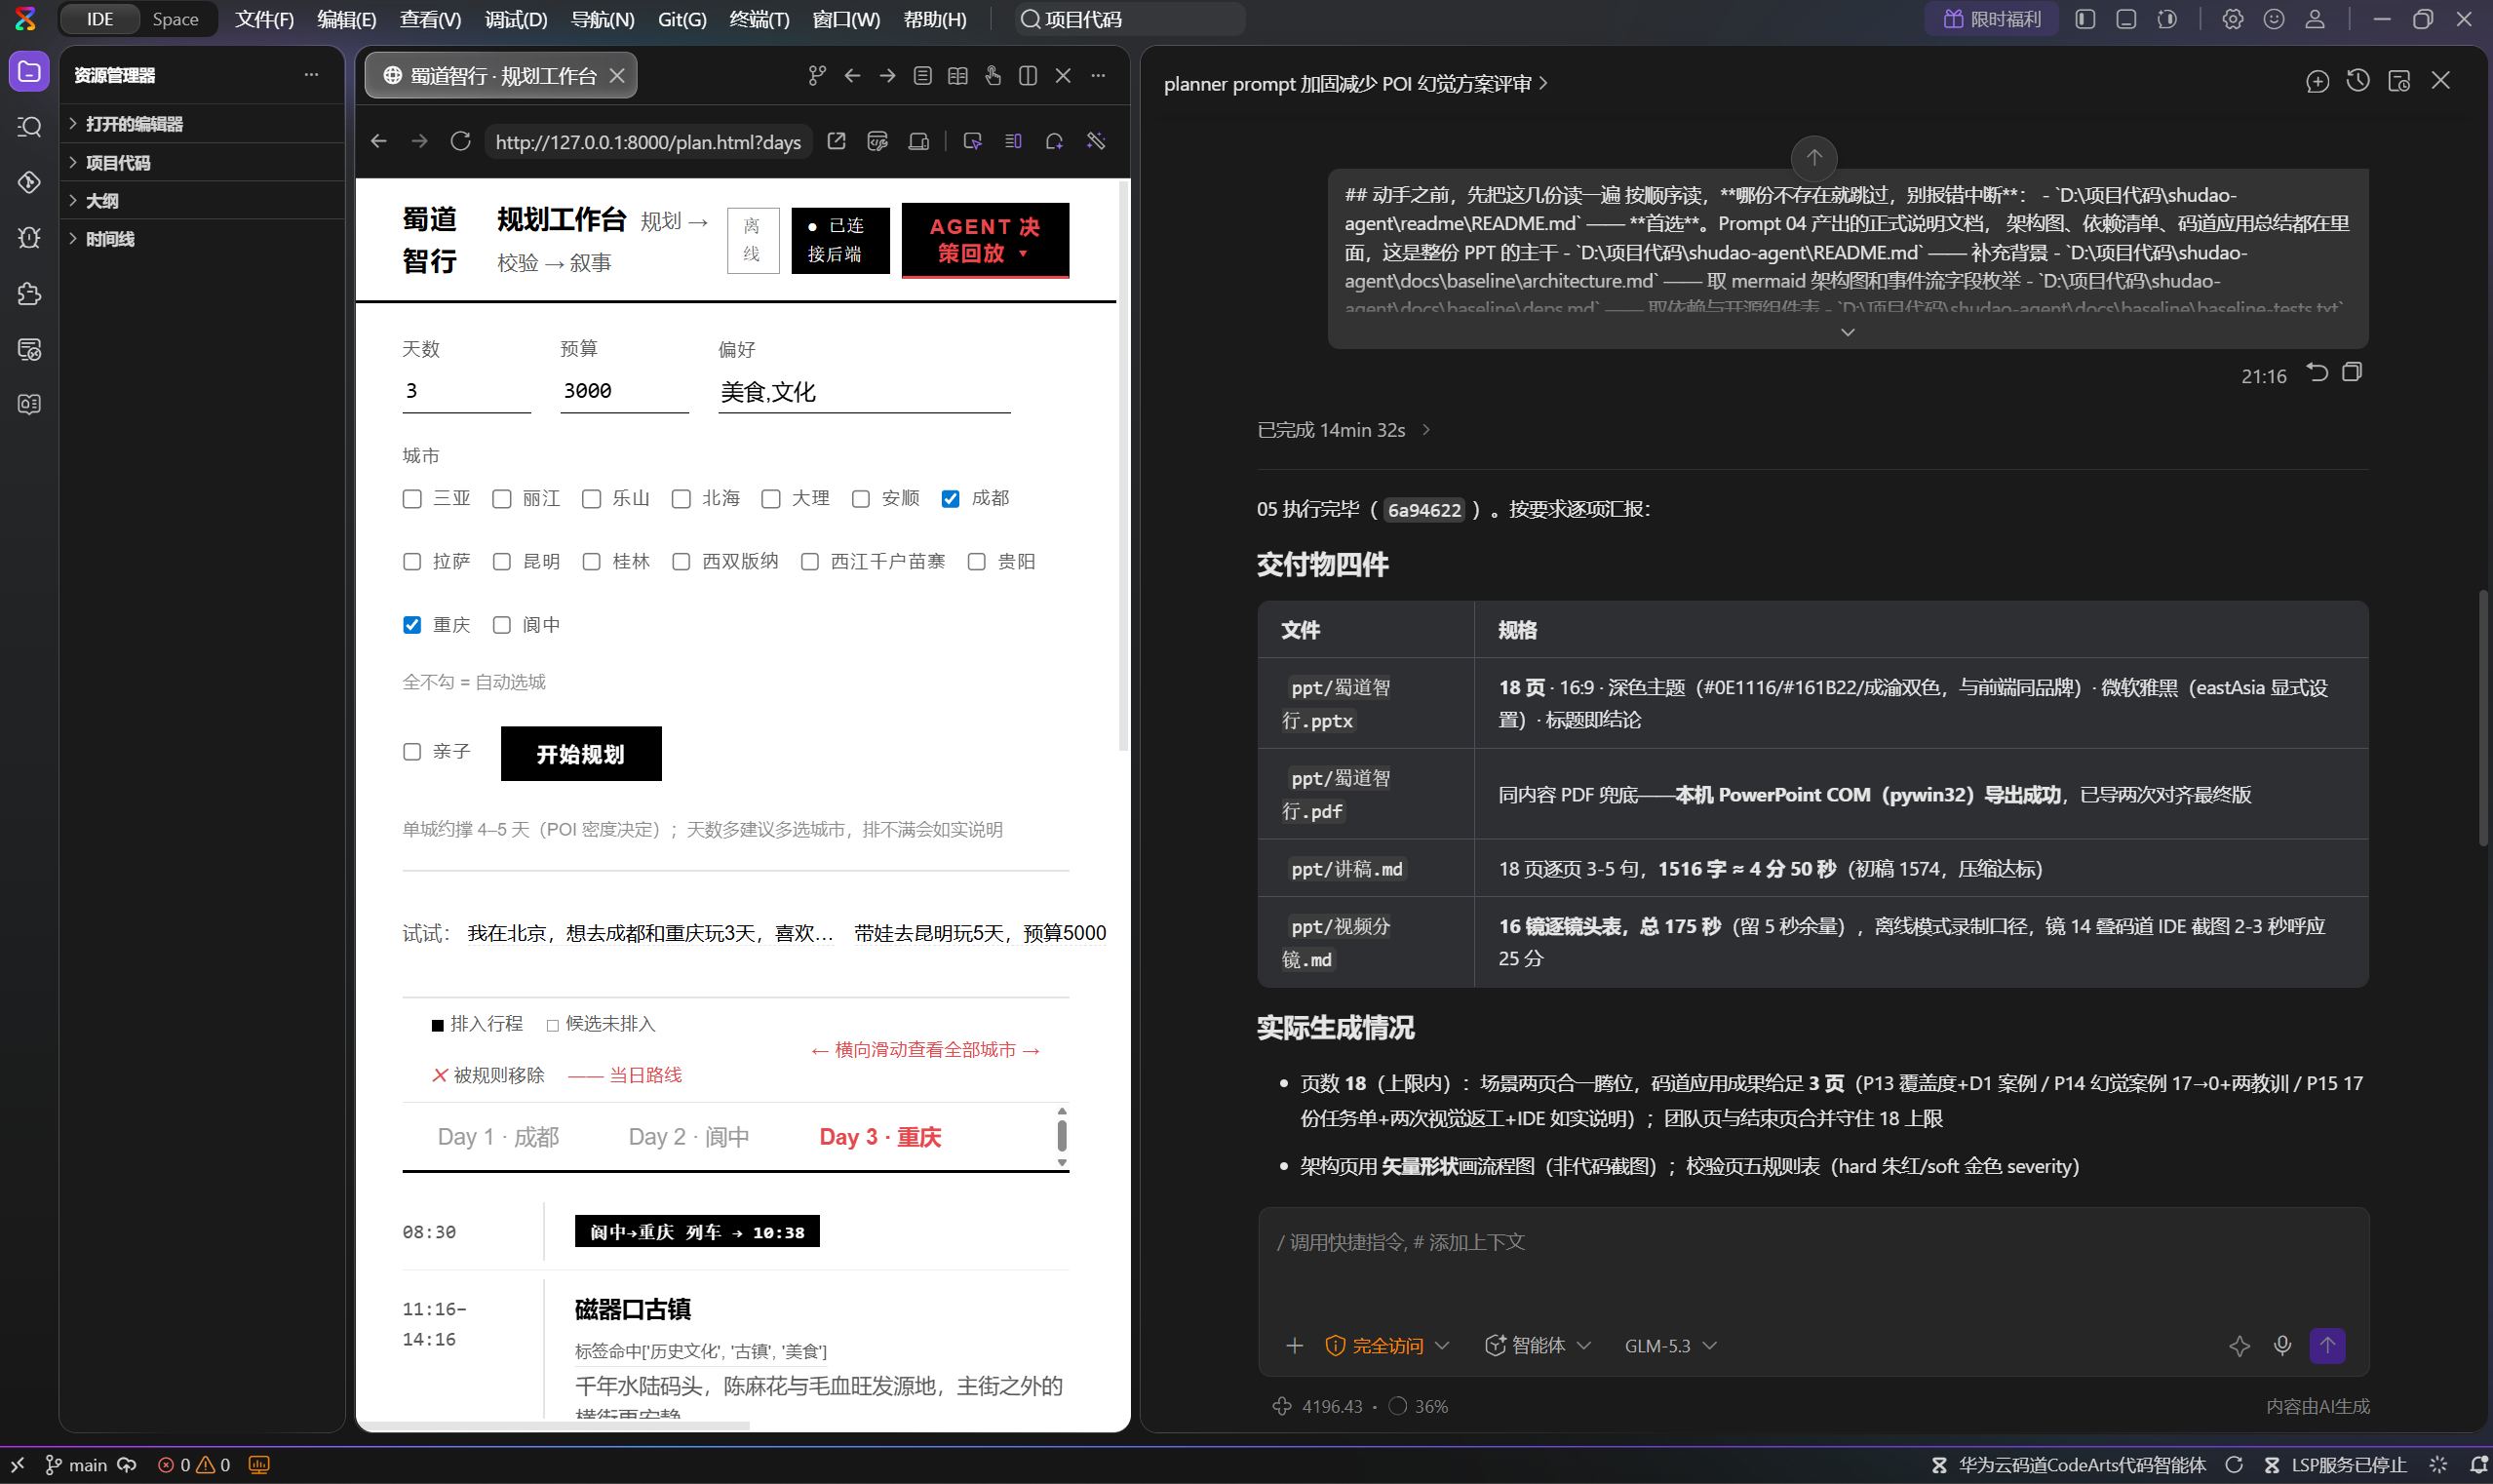 IDE Space 文件(F) 编辑(E) 查看(V) 调试(D) 导航(N) Git(G) 终端(T) 窗口(W) 帮助(H) 项目代码 限时福利
资源管理器
打开的编辑器
项目代码
大纲
时间线
蜀道智行 · 规划工作台
http://127.0.0.1:8000/plan.html?days
蜀道
智行
规划工作台 规划 →
校验 → 叙事
离
线
● 已连
接后端
AGENT 决
策回放 ▾
天数 预算 偏好
3 3000 美食,文化
城市
三亚 丽江 乐山 北海 大理 安顺 成都
拉萨 昆明 桂林 西双版纳 西江千户苗寨 贵阳
重庆 阆中
全不勾 = 自动选城
亲子 开始规划
单城约撑 4–5 天（POI 密度决定）；天数多建议多选城市，排不满会如实说明
试试： 我在北京，想去成都和重庆玩3天，喜欢... 带娃去昆明玩5天，预算5000
■ 排入行程 □ 候选未排入
← 横向滑动查看全部城市 →
✕ 被规则移除 —— 当日路线
Day 1 · 成都 Day 2 · 阆中 Day 3 · 重庆
08:30 阆中→重庆 列车 → 10:38
11:16–
14:16
磁器口古镇
标签命中['历史文化', '古镇', '美食']
千年水陆码头，陈麻花与毛血旺发源地，主街之外的
横街更安静
planner prompt 加固减少 POI 幻觉方案评审
## 动手之前，先把这几份读一遍 按顺序读，**哪份不存在就跳过，别报错中断**： - `D:\项目代码\shudao-
agent\readme\README.md` —— **首选**。Prompt 04 产出的正式说明文档， 架构图、依赖清单、码道应用总结都在里
面，这是整份 PPT 的主干 - `D:\项目代码\shudao-agent\README.md` —— 补充背景 - `D:\项目代码\shudao-
agent\docs\baseline\architecture.md` —— 取 mermaid 架构图和事件流字段枚举 - `D:\项目代码\shudao-
agent\docs\baseline\deps.md` —— 取依赖与开源组件表 - `D:\项目代码\shudao-agent\docs\baseline\baseline-tests.txt`
21:16
已完成 14min 32s
05 执行完毕（ 6a94622 ）。按要求逐项汇报：
交付物四件
文件 规格
ppt/蜀道智
行.pptx
18 页 · 16:9 · 深色主题（#0E1116/#161B22/成渝双色，与前端同品牌）· 微软雅黑（eastAsia 显式设
置）· 标题即结论
ppt/蜀道智
行.pdf
同内容 PDF 兜底——本机 PowerPoint COM（pywin32）导出成功，已导两次对齐最终版
ppt/讲稿.md 18 页逐页 3-5 句，1516 字 ≈ 4 分 50 秒（初稿 1574，压缩达标）
ppt/视频分
镜.md
16 镜逐镜头表，总 175 秒（留 5 秒余量），离线模式录制口径，镜 14 叠码道 IDE 截图 2-3 秒呼应
25 分
实际生成情况
• 页数 18（上限内）：场景两页合一腾位，码道应用成果给足 3 页（P13 覆盖度+D1 案例 / P14 幻觉案例 17→0+两教训 / P15 17
份任务单+两次视觉返工+IDE 如实说明）；团队页与结束页合并守住 18 上限
• 架构页用 矢量形状画流程图（非代码截图）；校验页五规则表（hard 朱红/soft 金色 severity）
/ 调用快捷指令, # 添加上下文
完全访问 智能体 GLM-5.3
4196.43 · 36% 内容由AI生成
main 0 0 华为云码道CodeArts代码智能体 LSP服务已停止